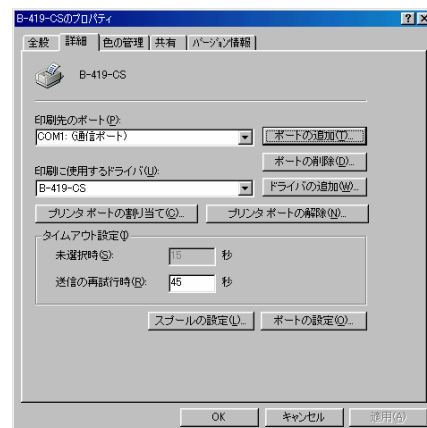 B-419-CSのプロパティ
全般 詳細 色の管理 共有 バージョン情報
B-419-CS
印刷先のポート(P):
COM1: (通信ポート) ポートの追加(T)...
ポートの削除(D)...
印刷に使用するドライバ(U):
B-419-CS ドライバの追加(W)...
プリンタ ポートの割り当て(C)... プリンタ ポートの解除(N)...
タイムアウト設定
未選択時(S): 15 秒
送信の再試行時(R): 45 秒
スプールの設定(L)... ポートの設定(O)...
OK キャンセル 適用(A)